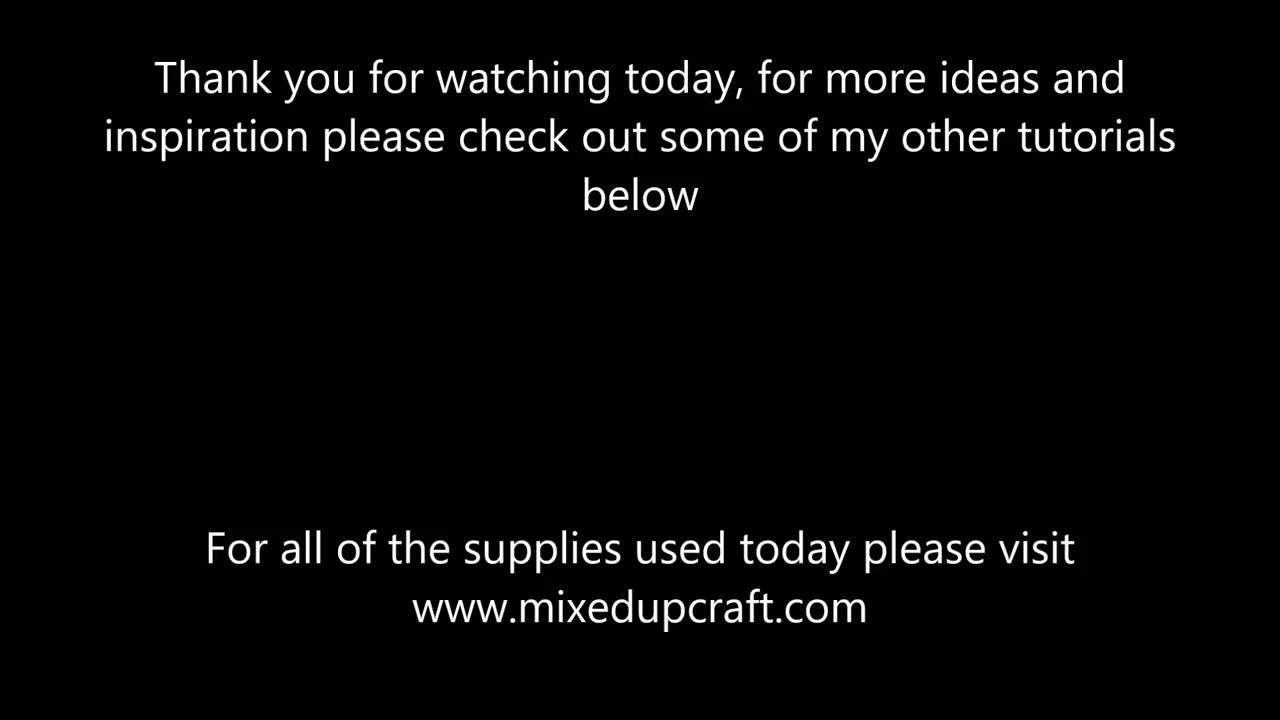 Thank you for watching today, for more ideas and
inspiration please check out some of my other tutorials
below
For all of the supplies used today please visit
www.mixedupcraft.com